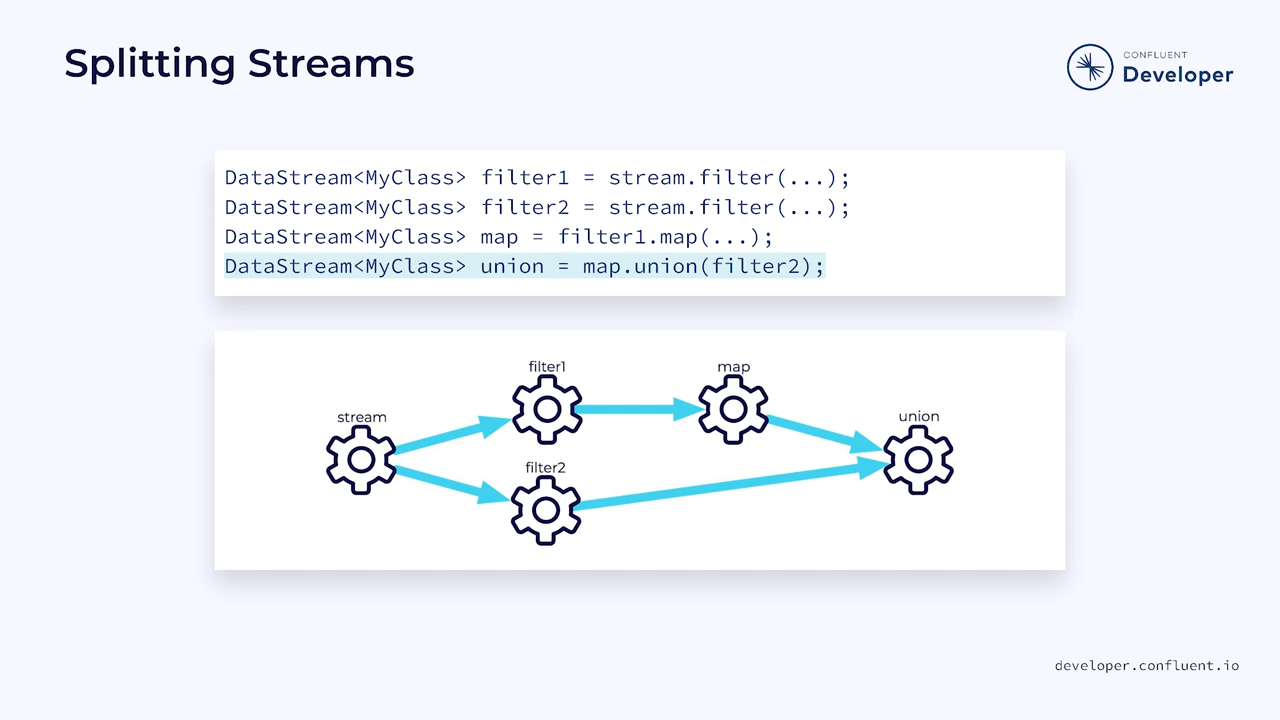 Splitting Streams
CONFLUENT
Developer
DataStream<MyClass> filter1 = stream.filter(...);
DataStream<MyClass> filter2 = stream.filter(...);
DataStream<MyClass> map = filter1.map(...);
DataStream<MyClass> union = map.union(filter2);
filter1
map
stream
union
filter2
developer.confluent.io